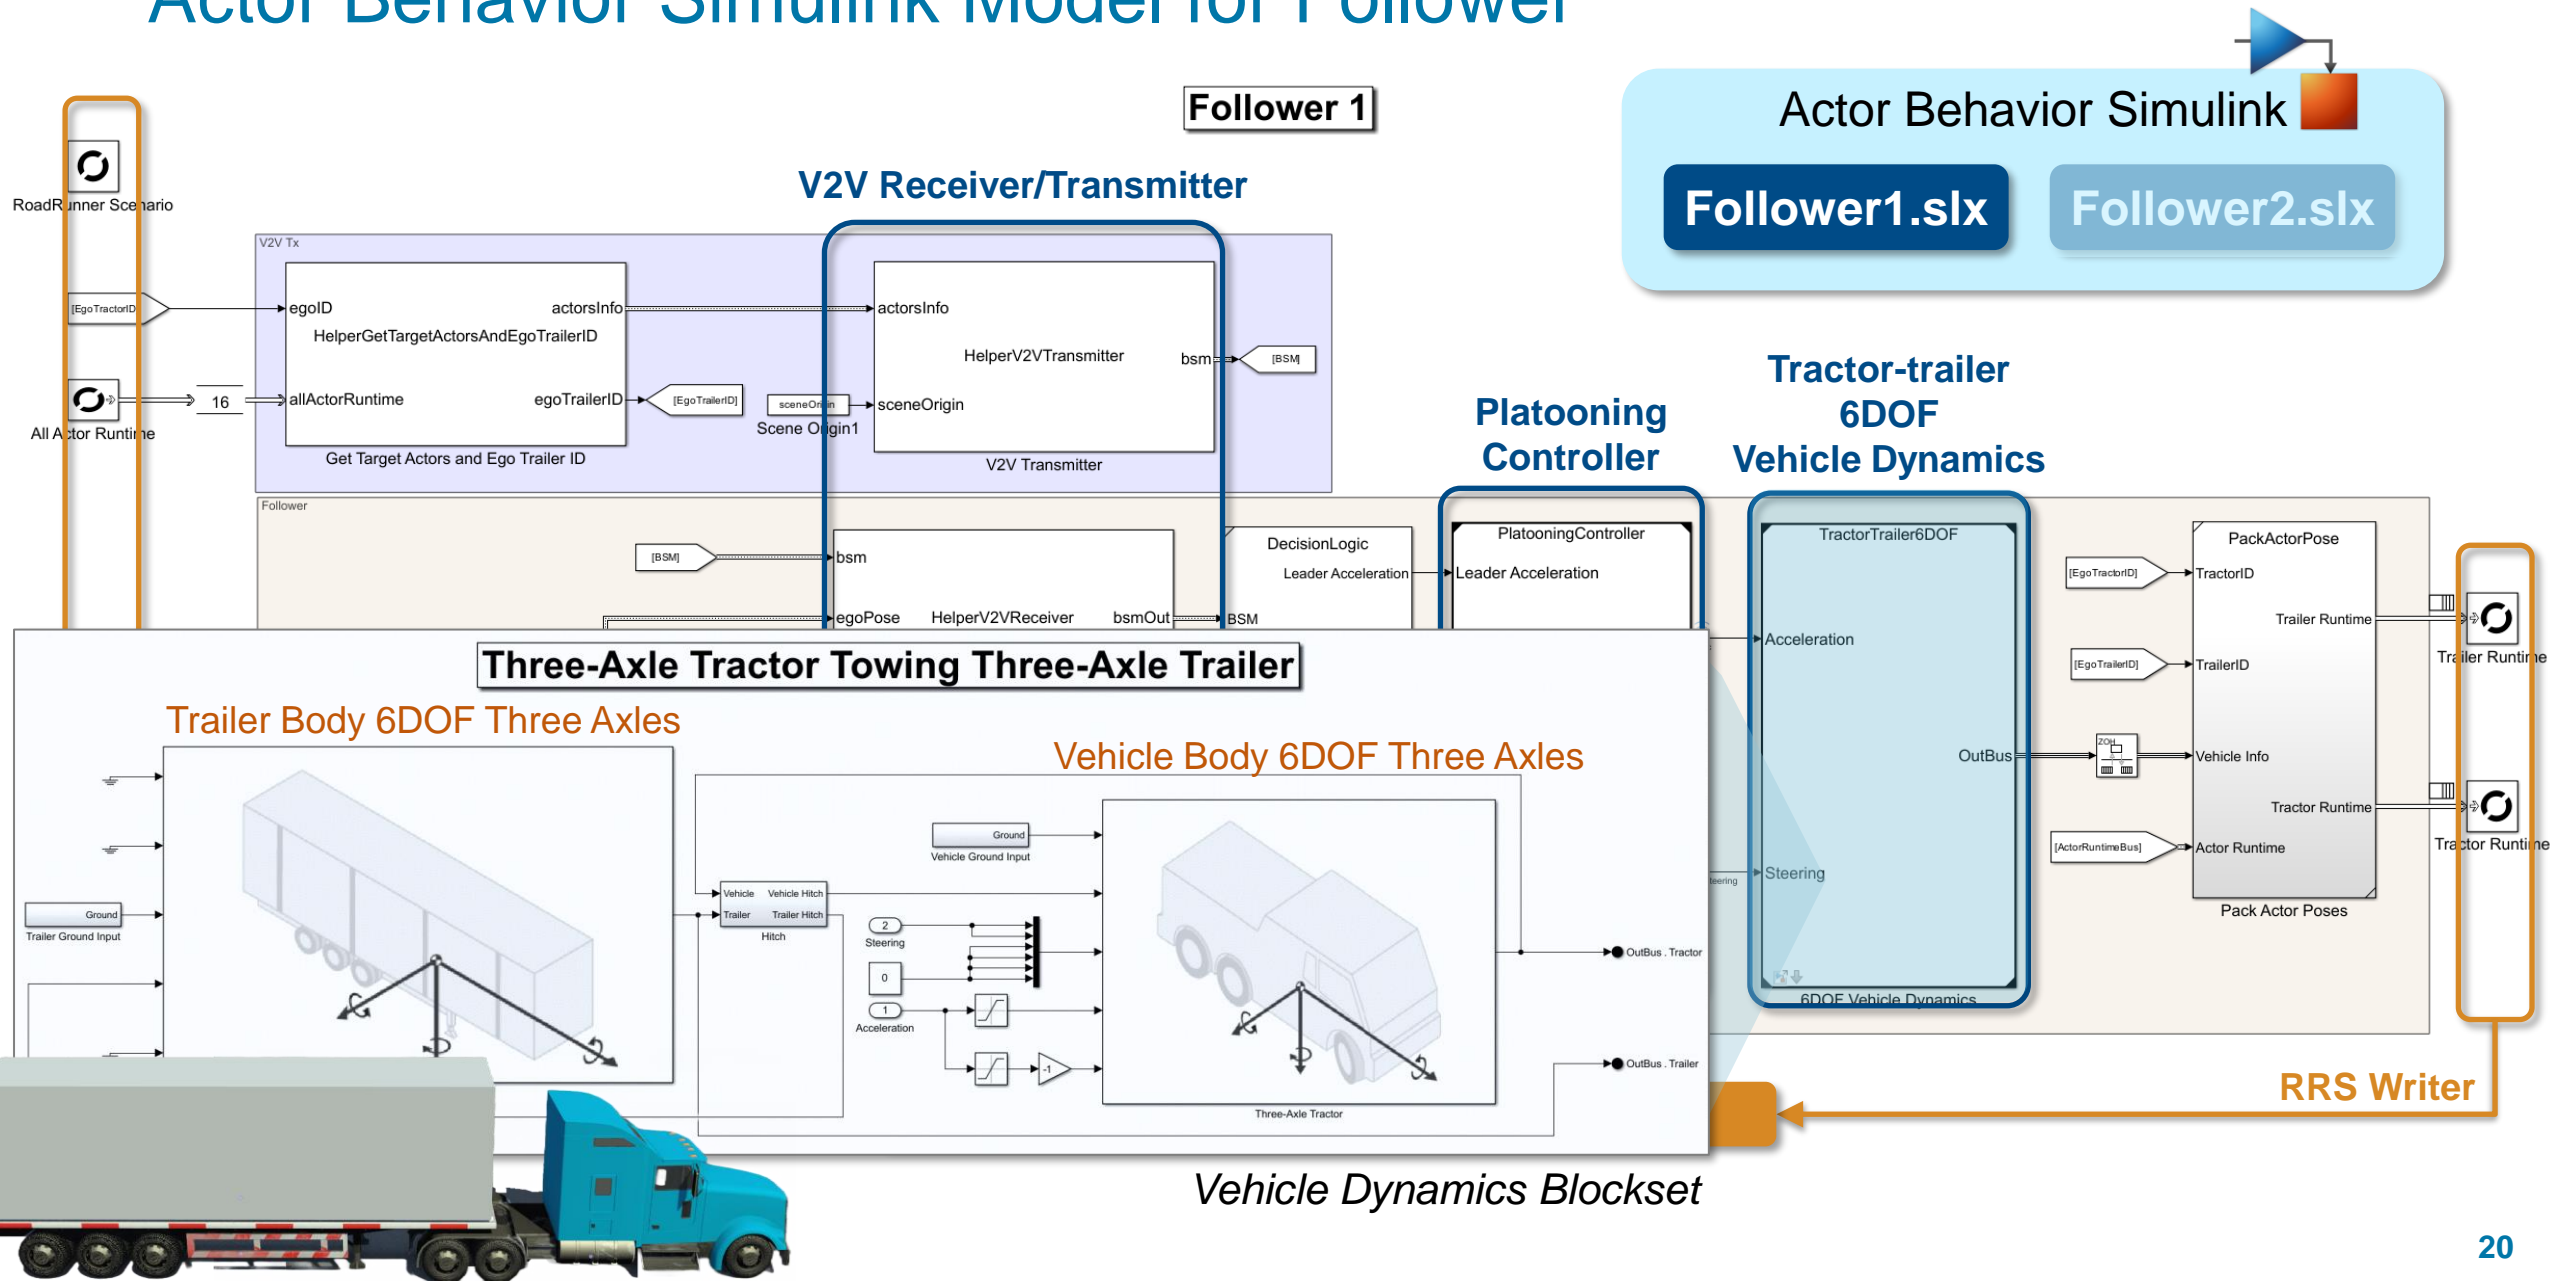 Actor Behavior Simulink Model for Follower
Follower 1
Actor Behavior Simulink
Follower1.slx
Follower2.slx
V2V Receiver/Transmitter
RoadRunner Scenario
V2V Tx
[EgoTractorID]
egoID
actorsInfo
HelperGetTargetActorsAndEgoTrailerID
allActorRuntime
egoTrailerID
[EgoTrailerID]
Get Target Actors and Ego Trailer ID
16
All Actor Runtime
actorsInfo
HelperV2VTransmitter
bsm
[BSM]
sceneOrigin
Scene Origin1
sceneOrigin
V2V Transmitter
Platooning
Controller
Tractor-trailer
6DOF
Vehicle Dynamics
Follower
[BSM]
bsm
egoPose
HelperV2VReceiver
bsmOut
DecisionLogic
Leader Acceleration
BSM
PlatooningController
Leader Acceleration
TractorTrailer6DOF
Acceleration
OutBus
Steering
6DOF Vehicle Dynamics
teering
ZOH
[EgoTractorID]
[EgoTrailerID]
[ActorRuntimeBus]
PackActorPose
TractorID
Trailer Runtime
TrailerID
Vehicle Info
Tractor Runtime
Actor Runtime
Pack Actor Poses
Trailer Runtime
Tractor Runtime
RRS Writer
Three-Axle Tractor Towing Three-Axle Trailer
Trailer Body 6DOF Three Axles
Vehicle Body 6DOF Three Axles
Ground
Trailer Ground Input
Ground
Vehicle Ground Input
Vehicle
Vehicle Hitch
Trailer
Trailer Hitch
Hitch
2
Steering
0
1
Acceleration
-1
Three-Axle Tractor
OutBus . Tractor
OutBus . Trailer
Vehicle Dynamics Blockset
20